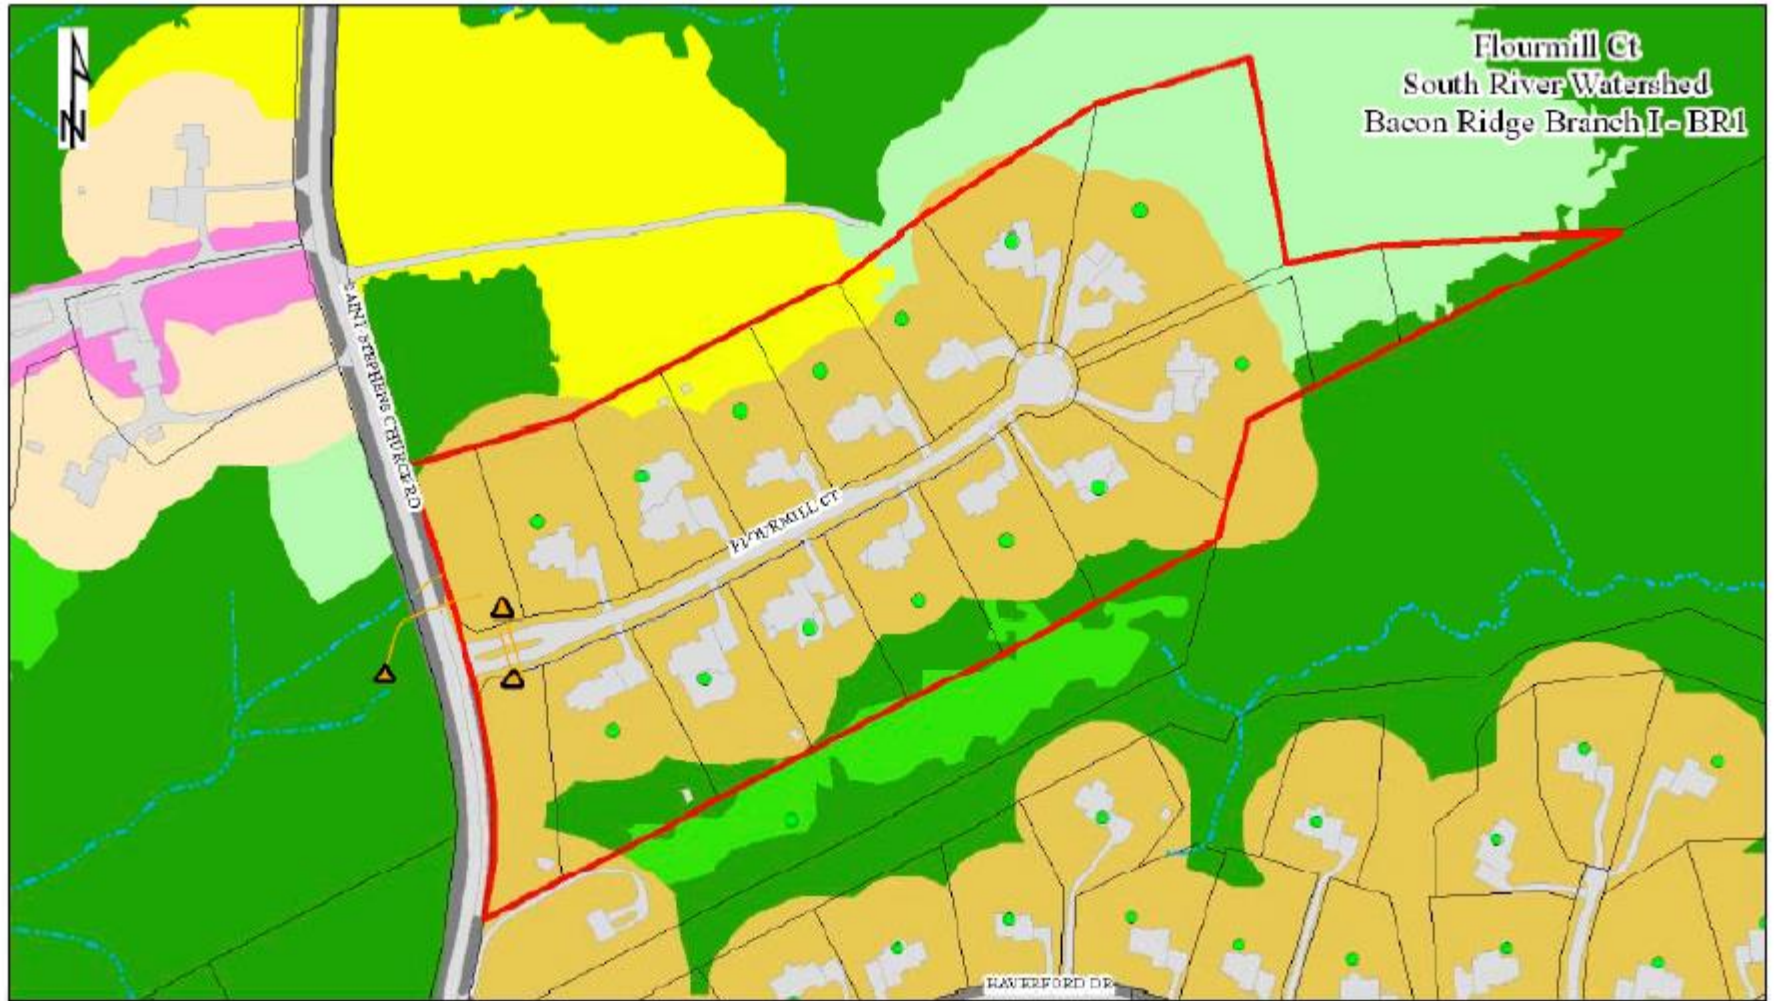 Flourmill Ct
South River Watershed
Bacon Ridge Branch I - BR1
N
SAINT STEPHENS CHURCH RD
FLOURMILL CT
HAVERFORD DR